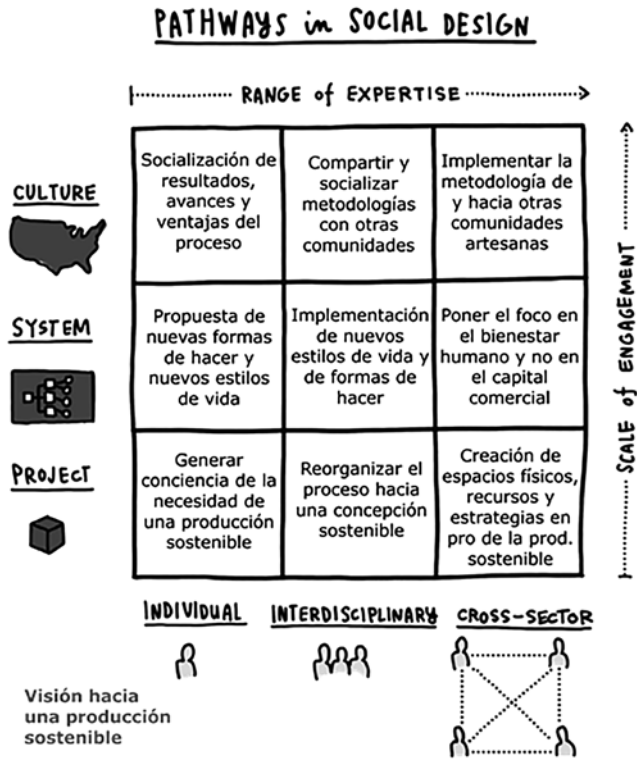 PATHWAYS in SOCIAL DESIGN
RANGE of EXPERTISE
CULTURE
Socialización de
resultados,
avances y
ventajas del
proceso
Compartir y
socializar
metodologías
con otras
comunidades
Implementar la
metodología de
y hacia otras
comunidades
artesanas
SYSTEM
Propuesta de
nuevas formas
de hacer y
nuevos estilos
de vida
Implementación
de nuevos
estilos de vida y
de formas de
hacer
Poner el foco en
el bienestar
humano y no en
el capital
comercial
PROJECT
Generar
conciencia de la
necesidad de
una producción
sostenible
Reorganizar el
proceso hacia
una concepción
sostenible
Creación de
espacios físicos,
recursos y
estrategias en
pro de la prod.
sostenible
SCALE of ENGAGEMENT
INDIVIDUAL
INTERDISCIPLINARY
CROSS-SECTOR
Visión hacia
una producción
sostenible